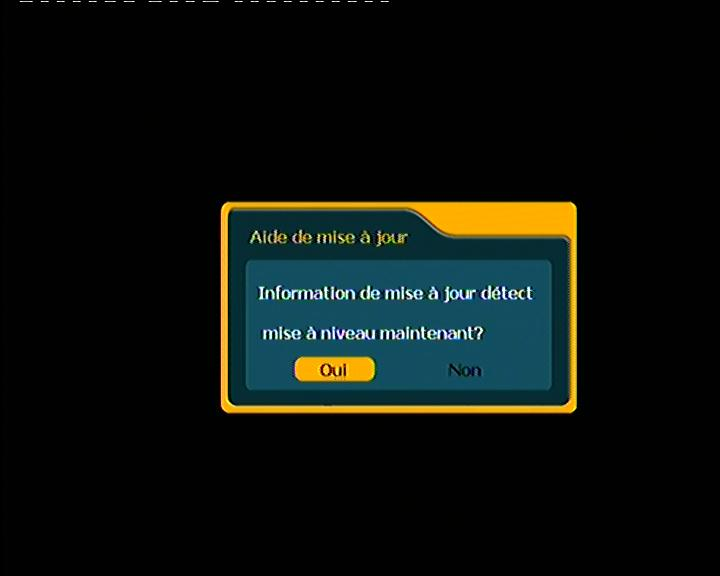 Aide de mise à jour
Information de mise à jour détect
mise à niveau maintenant?
Oui Non